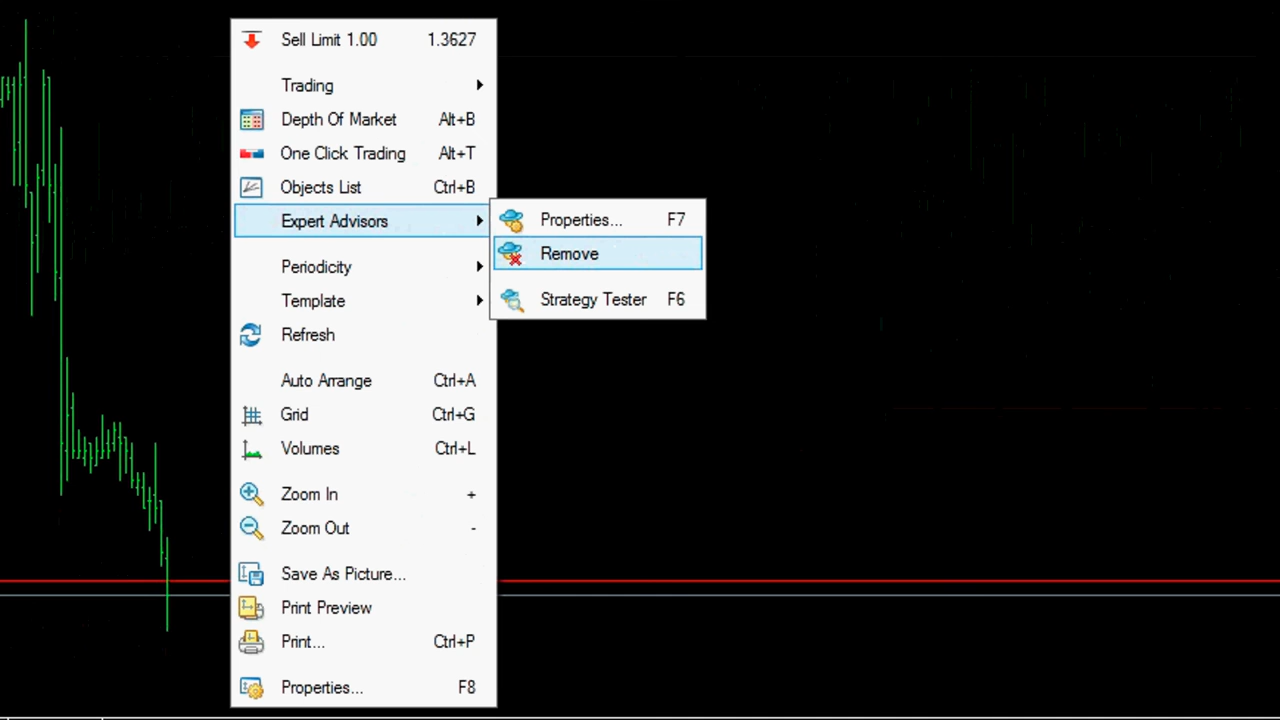 Sell Limit 1.00 1.3627
Trading
Depth Of Market Alt+B
One Click Trading Alt+T
Objects List Ctrl+B
Expert Advisors
Properties... F7
Remove
Strategy Tester F6
Periodicity
Template
Refresh
Auto Arrange Ctrl+A
Grid Ctrl+G
Volumes Ctrl+L
Zoom In +
Zoom Out -
Save As Picture...
Print Preview
Print... Ctrl+P
Properties... F8